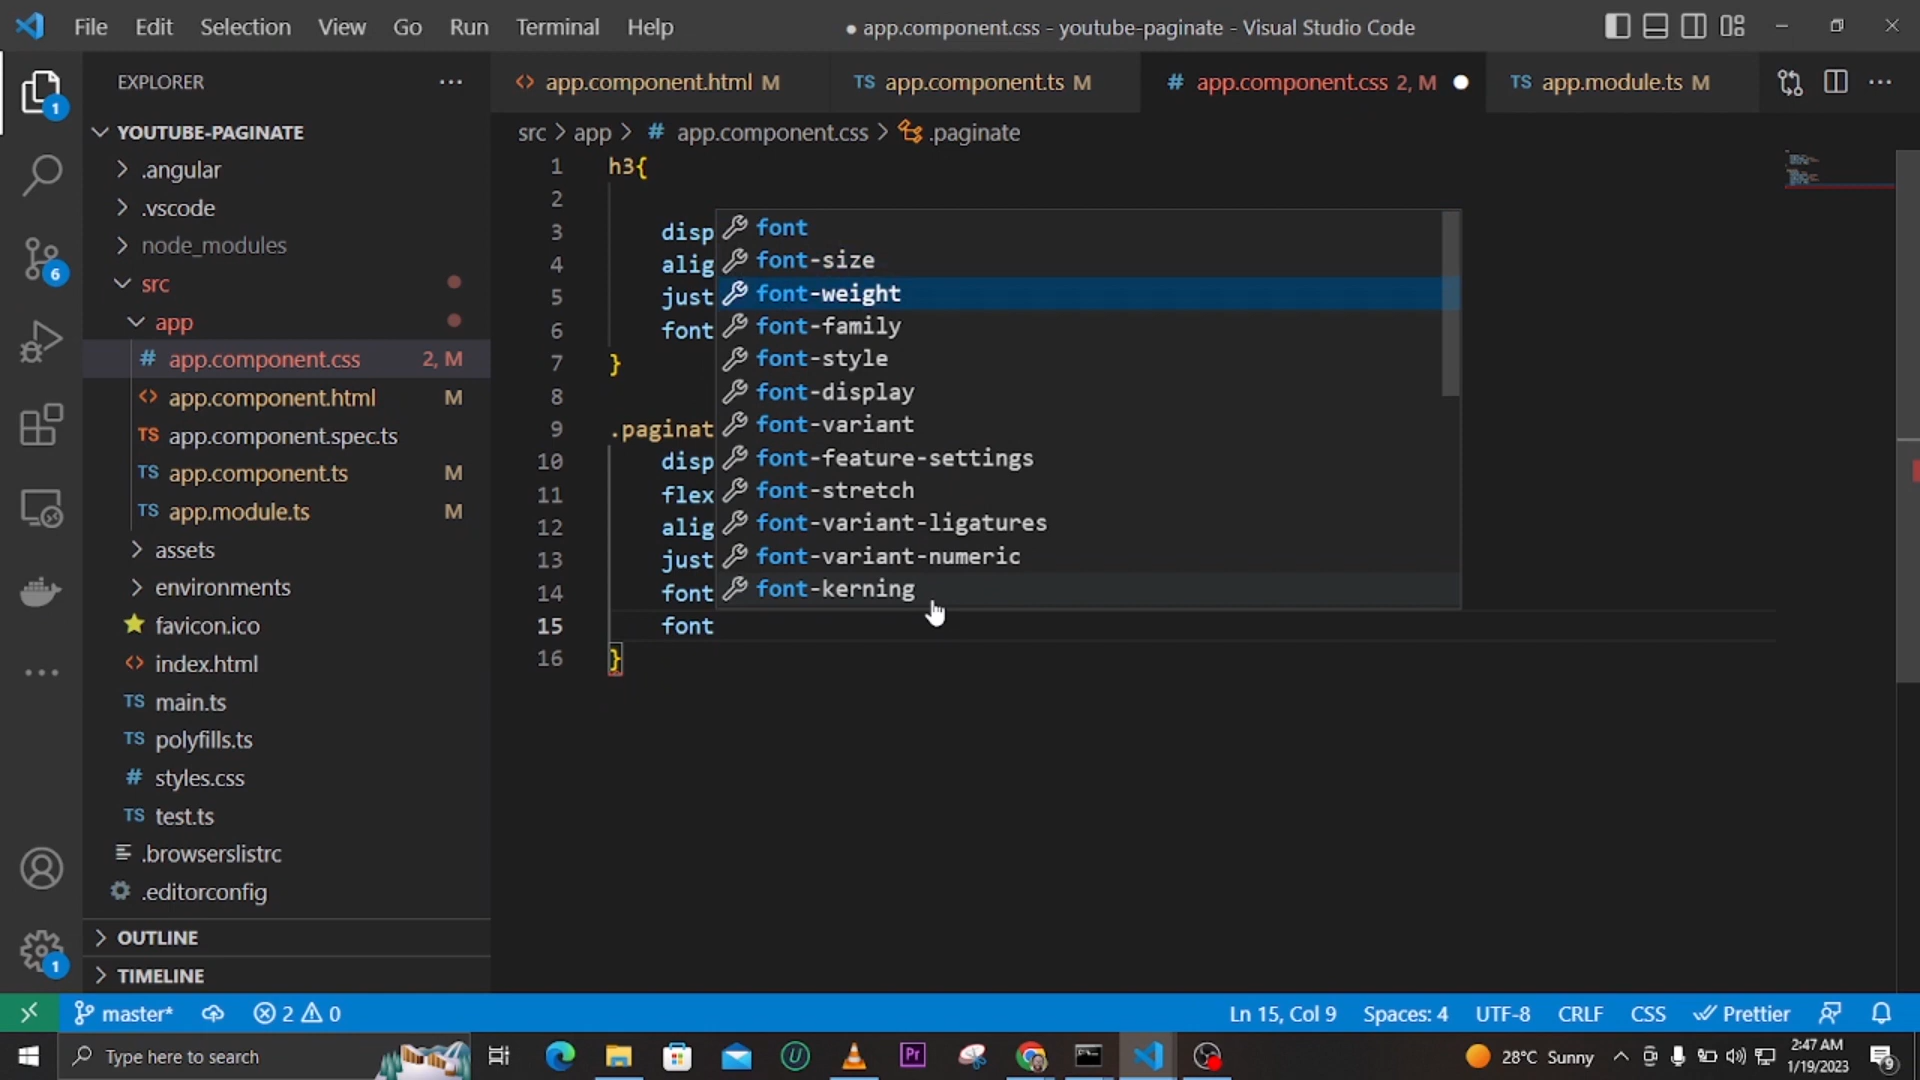 File Edit Selection View Go Run Terminal Help
● app.component.css - youtube-paginate - Visual Studio Code
EXPLORER
<> app.component.html M
TS app.component.ts M
# app.component.css 2, M
TS app.module.ts M
src > app > # app.component.css > .paginate
YOUTUBE-PAGINATE
.angular
.vscode
node_modules
src
app
# app.component.css 2, M
<> app.component.html M
TS app.component.spec.ts
TS app.component.ts M
TS app.module.ts M
assets
environments
favicon.ico
<> index.html
TS main.ts
TS polyfills.ts
# styles.css
TS test.ts
.browserslistrc
.editorconfig
OUTLINE
TIMELINE
1
6
1
1 h3{
2
3 disp
4 alig
5 just
6 font
7 }
8
9 .paginat
10 disp
11 flex
12 alig
13 just
14 font
15 font
16 }
font
font-size
font-weight
font-family
font-style
font-display
font-variant
font-feature-settings
font-stretch
font-variant-ligatures
font-variant-numeric
font-kerning
master* 2 0 Ln 15, Col 9 Spaces: 4 UTF-8 CRLF CSS Prettier
Type here to search
U
Pr
28°C Sunny
2:47 AM
1/19/2023
9